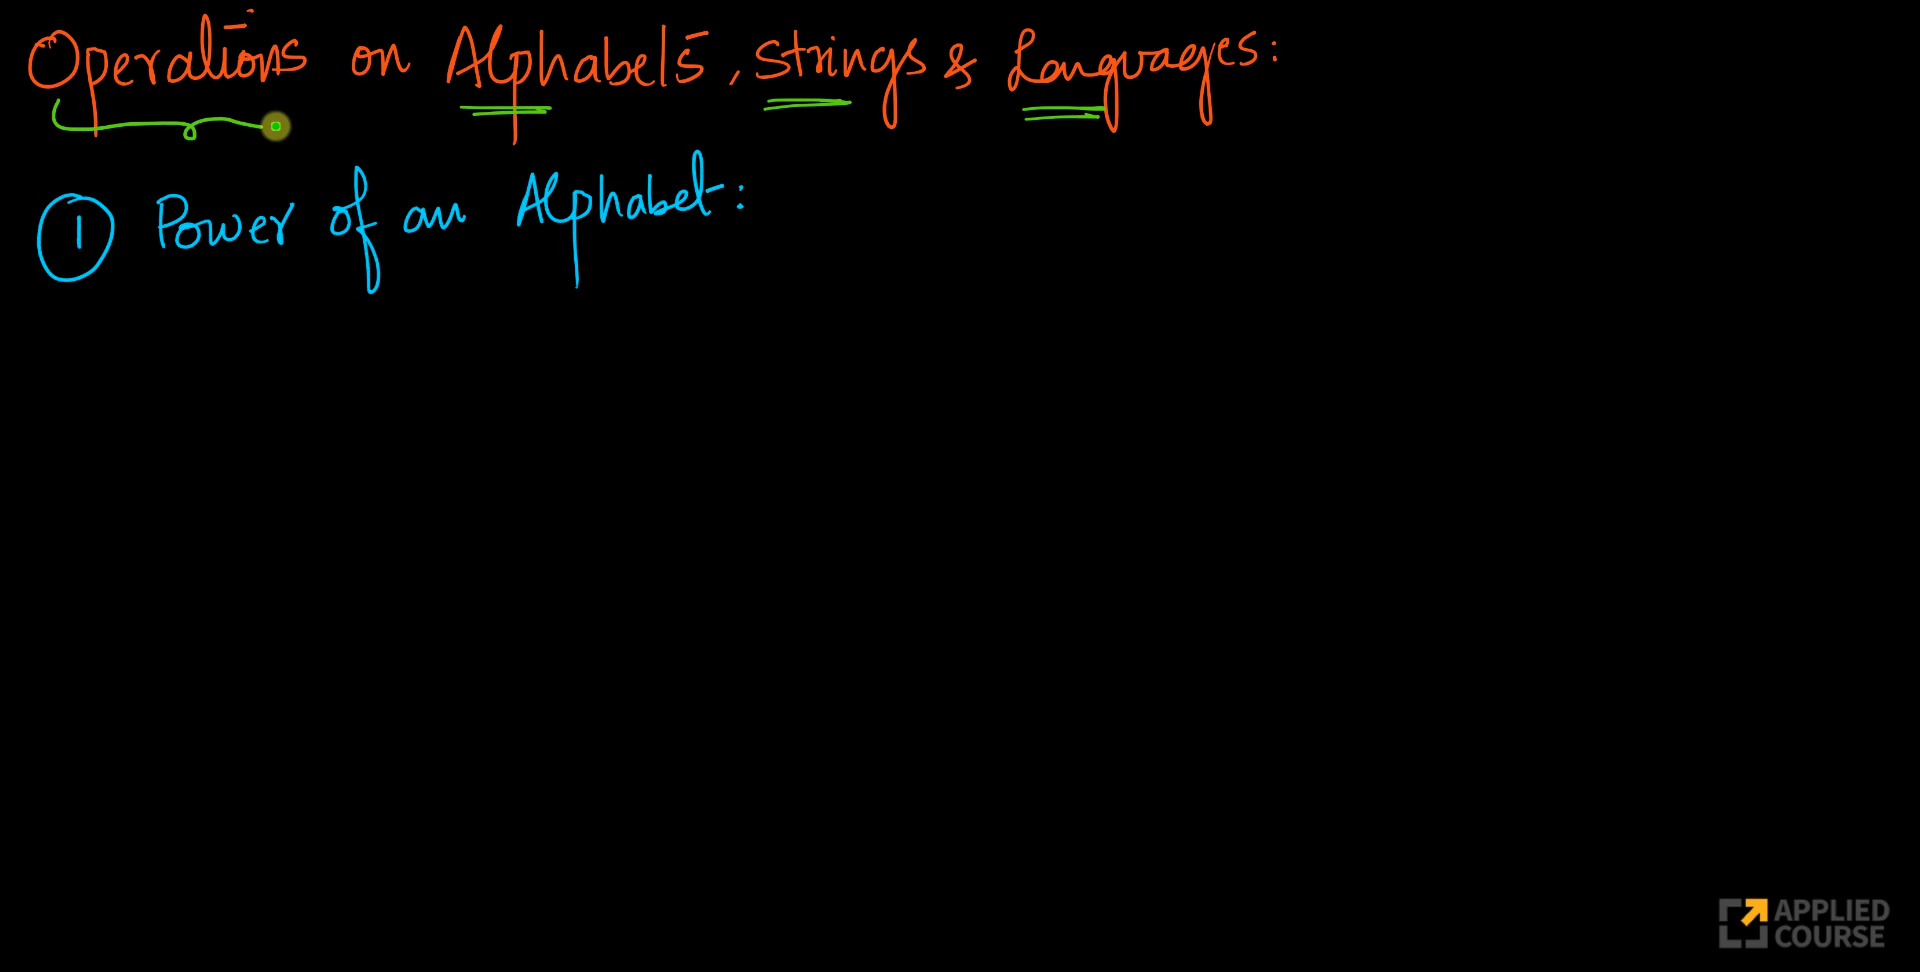 Operations on Alphabets, Strings & Languages:
1 Power of an Alphabet:
APPLIED
COURSE